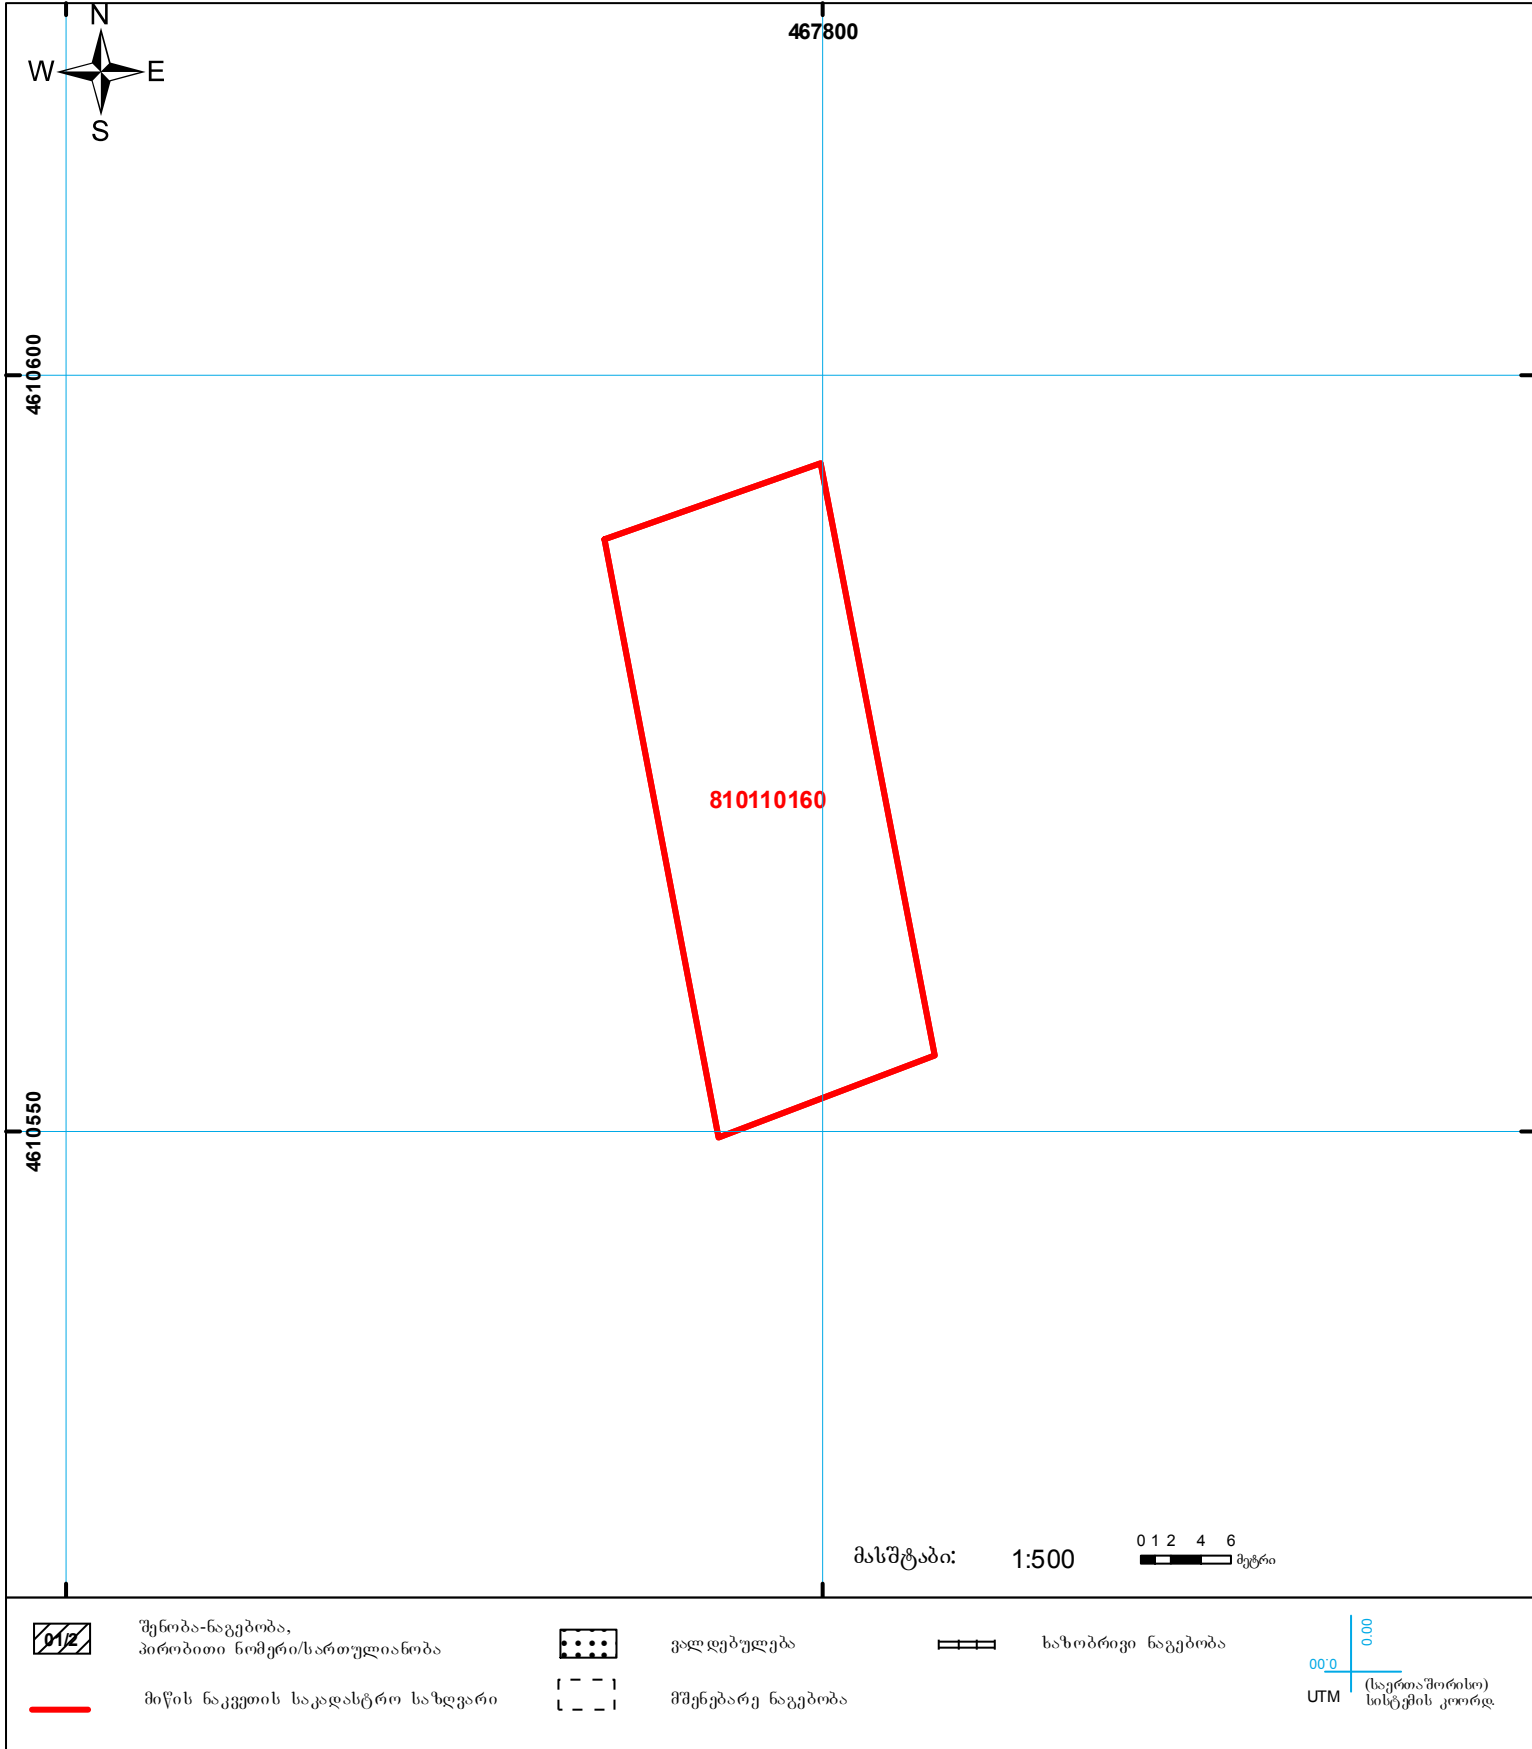 N
W E
S
467800
4610600
810110160
4610550
მასშტაბი: 1:500
0 1 2 4 6
მეტრი
01/2
შენობა-ნაგებობა,
პირობითი ნომერი/სართულიანობა
ვალდებულება
ხაზობრივი ნაგებობა
მიწის ნაკვეთის საკადასტრო საზღვარი
მშენებარე ნაგებობა
00.0
0.00
UTM
(საერთაშორისო)
სისტემის კოორდ.